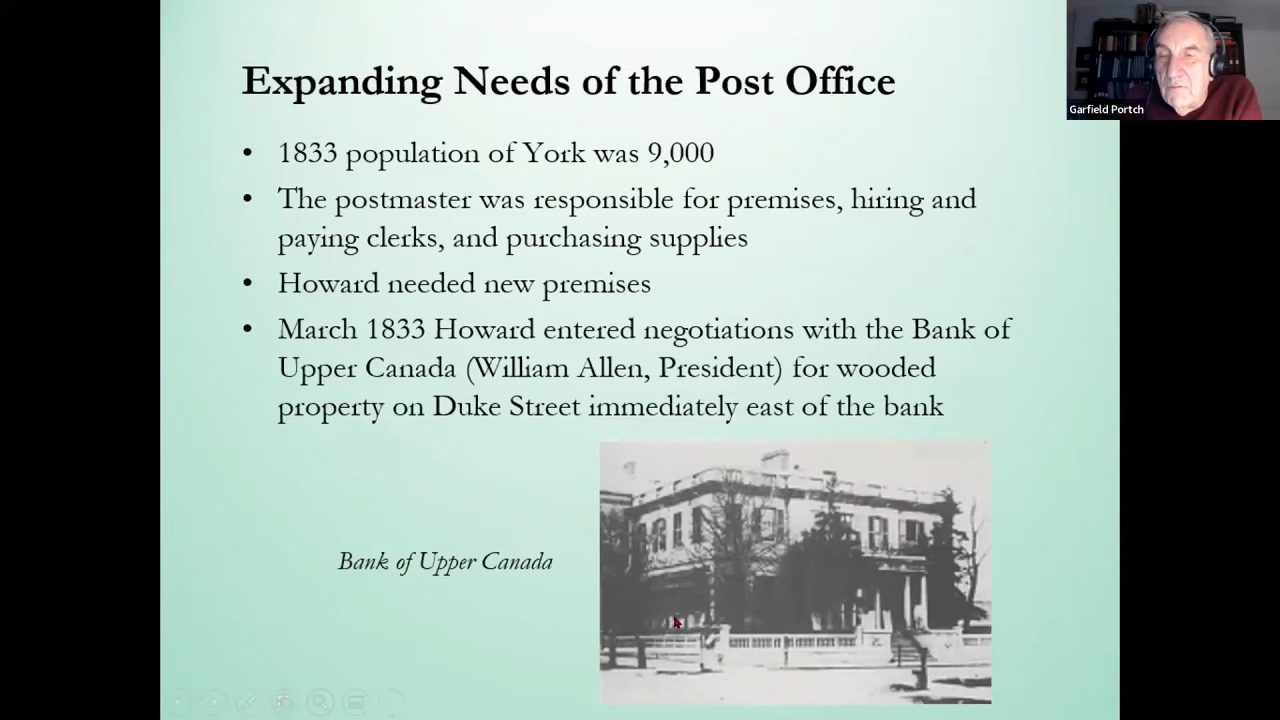 Expanding Needs of the Post Office
• 1833 population of York was 9,000
• The postmaster was responsible for premises, hiring and
paying clerks, and purchasing supplies
• Howard needed new premises
• March 1833 Howard entered negotiations with the Bank of
Upper Canada (William Allen, President) for wooded
property on Duke Street immediately east of the bank
Bank of Upper Canada
Garfield Portch